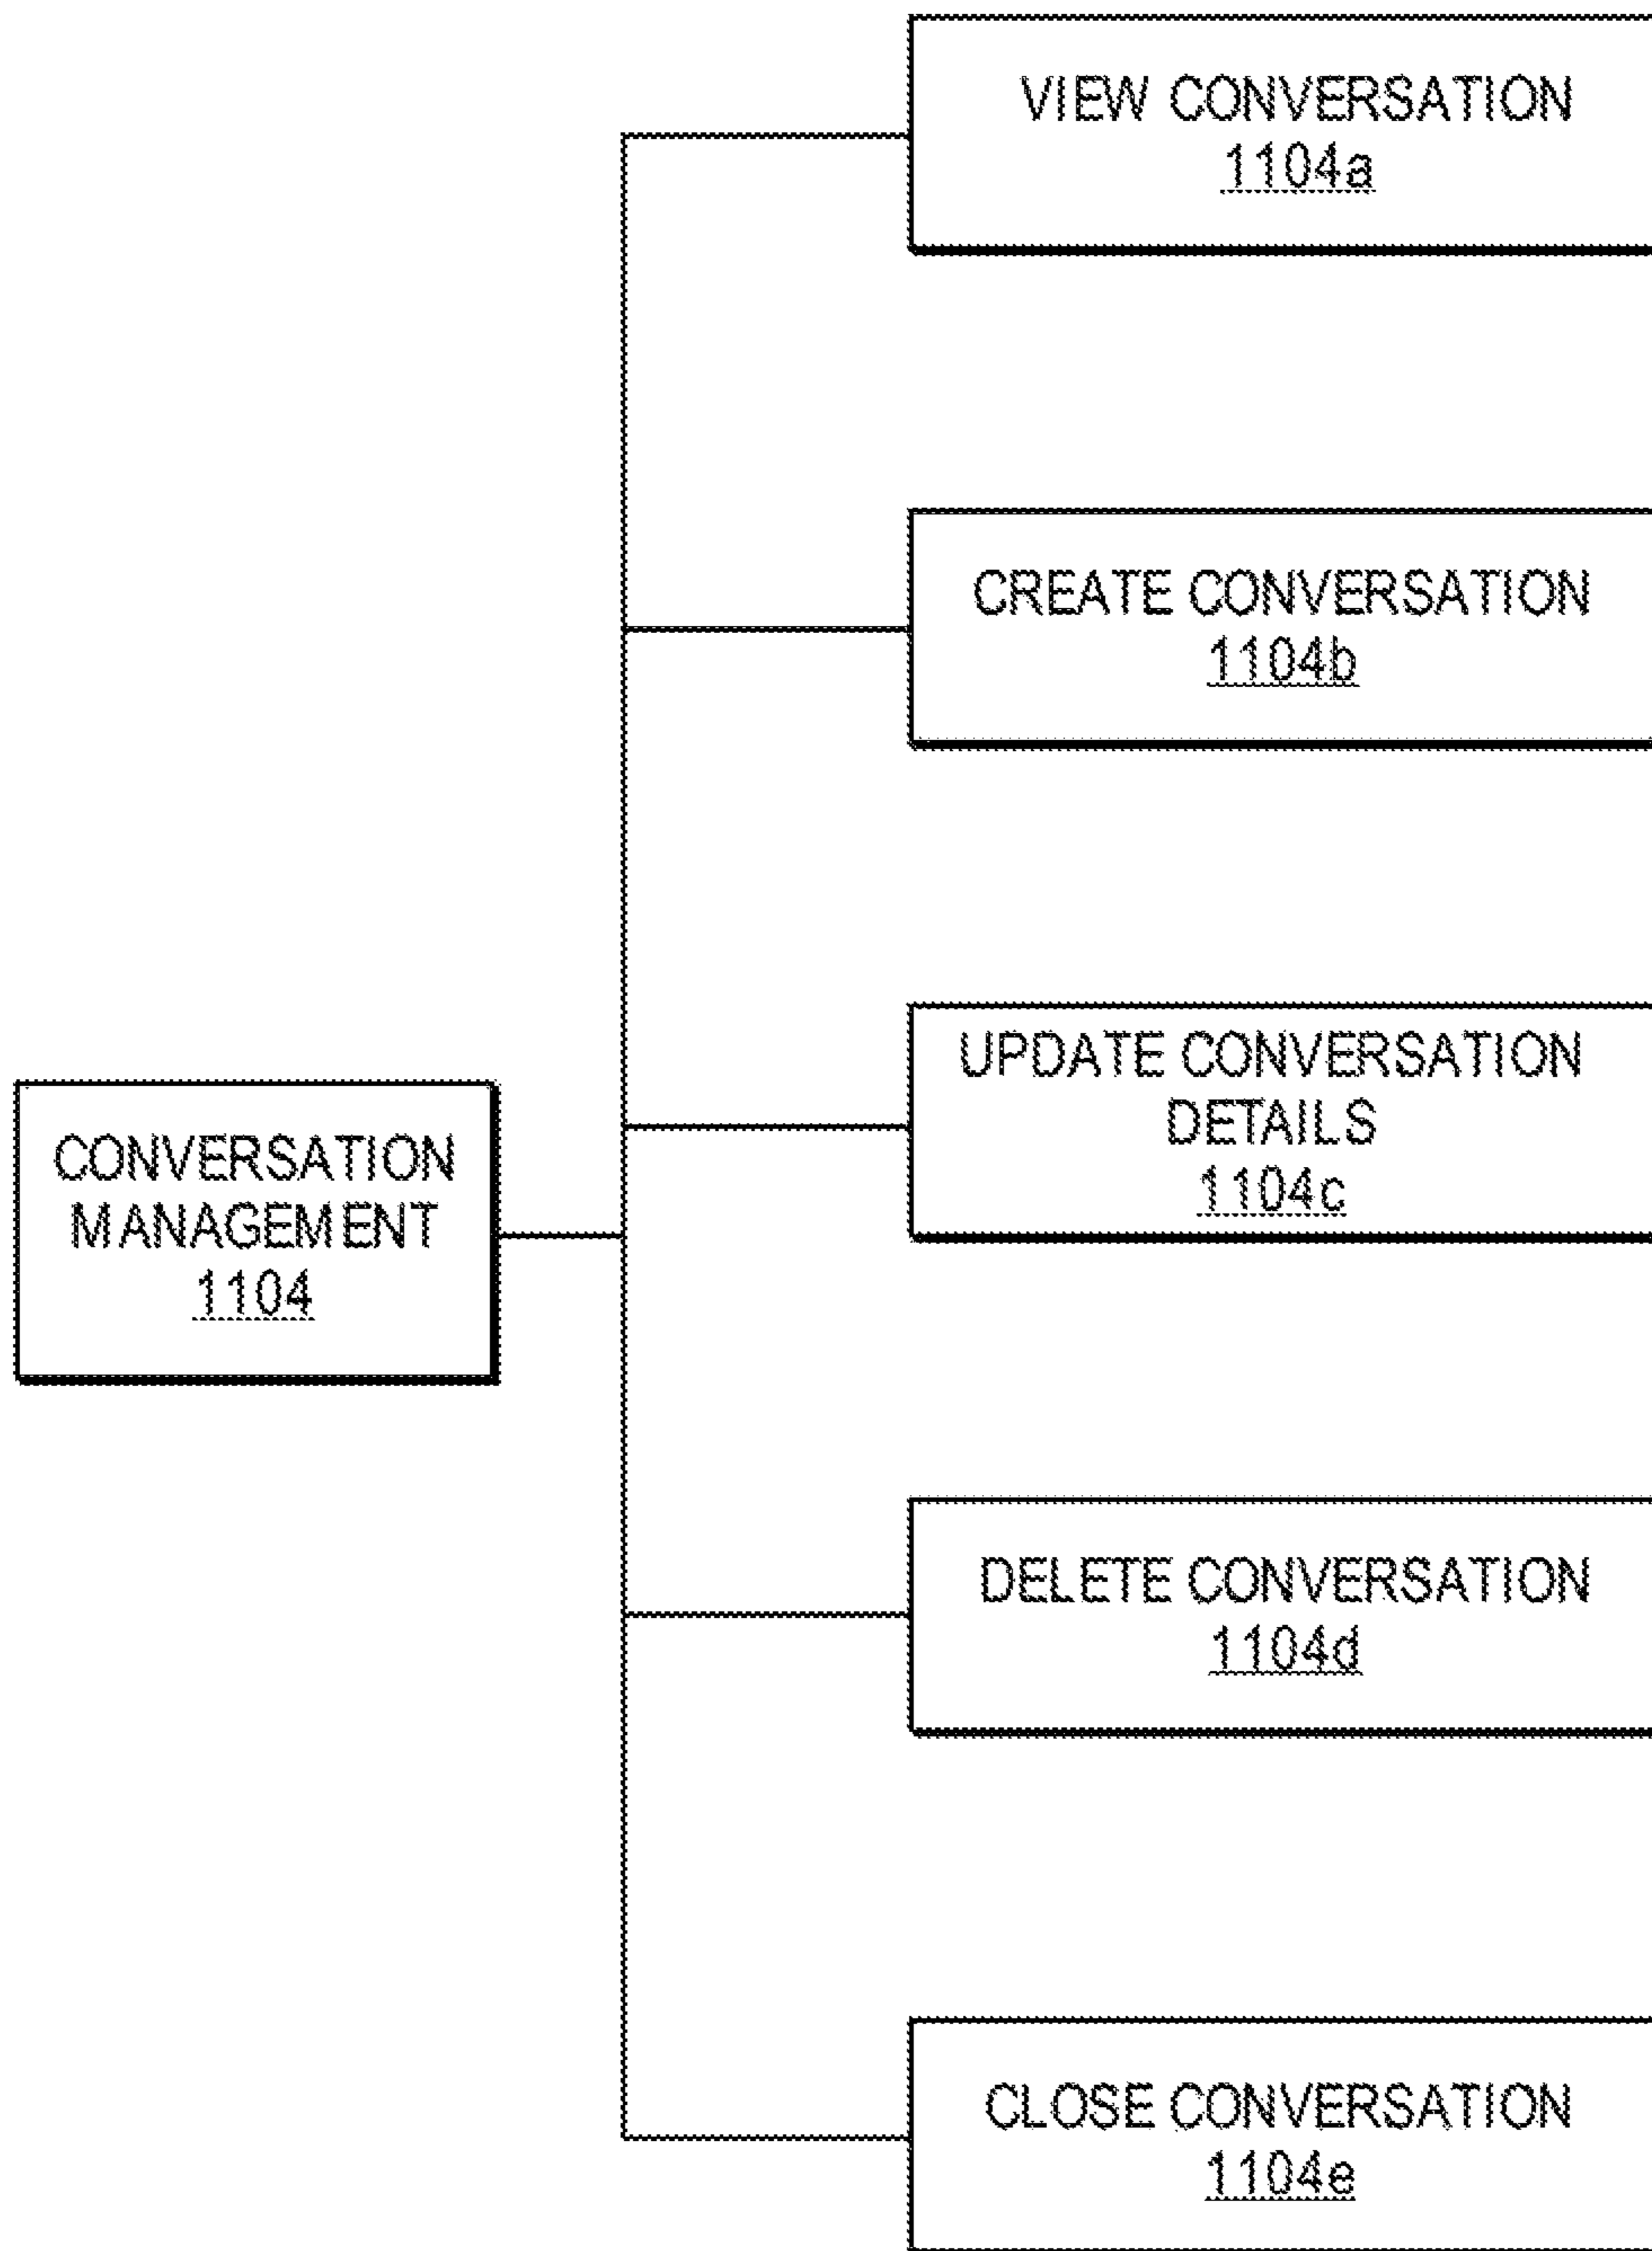 VIEW CONVERSATION
1104a
CREATE CONVERSATION
1104b
UPDATE CONVERSATION
DETAILS
1104c
CONVERSATION
MANAGEMENT
1104
DELETE CONVERSATION
1104d
CLOSE CONVERSATION
1104e